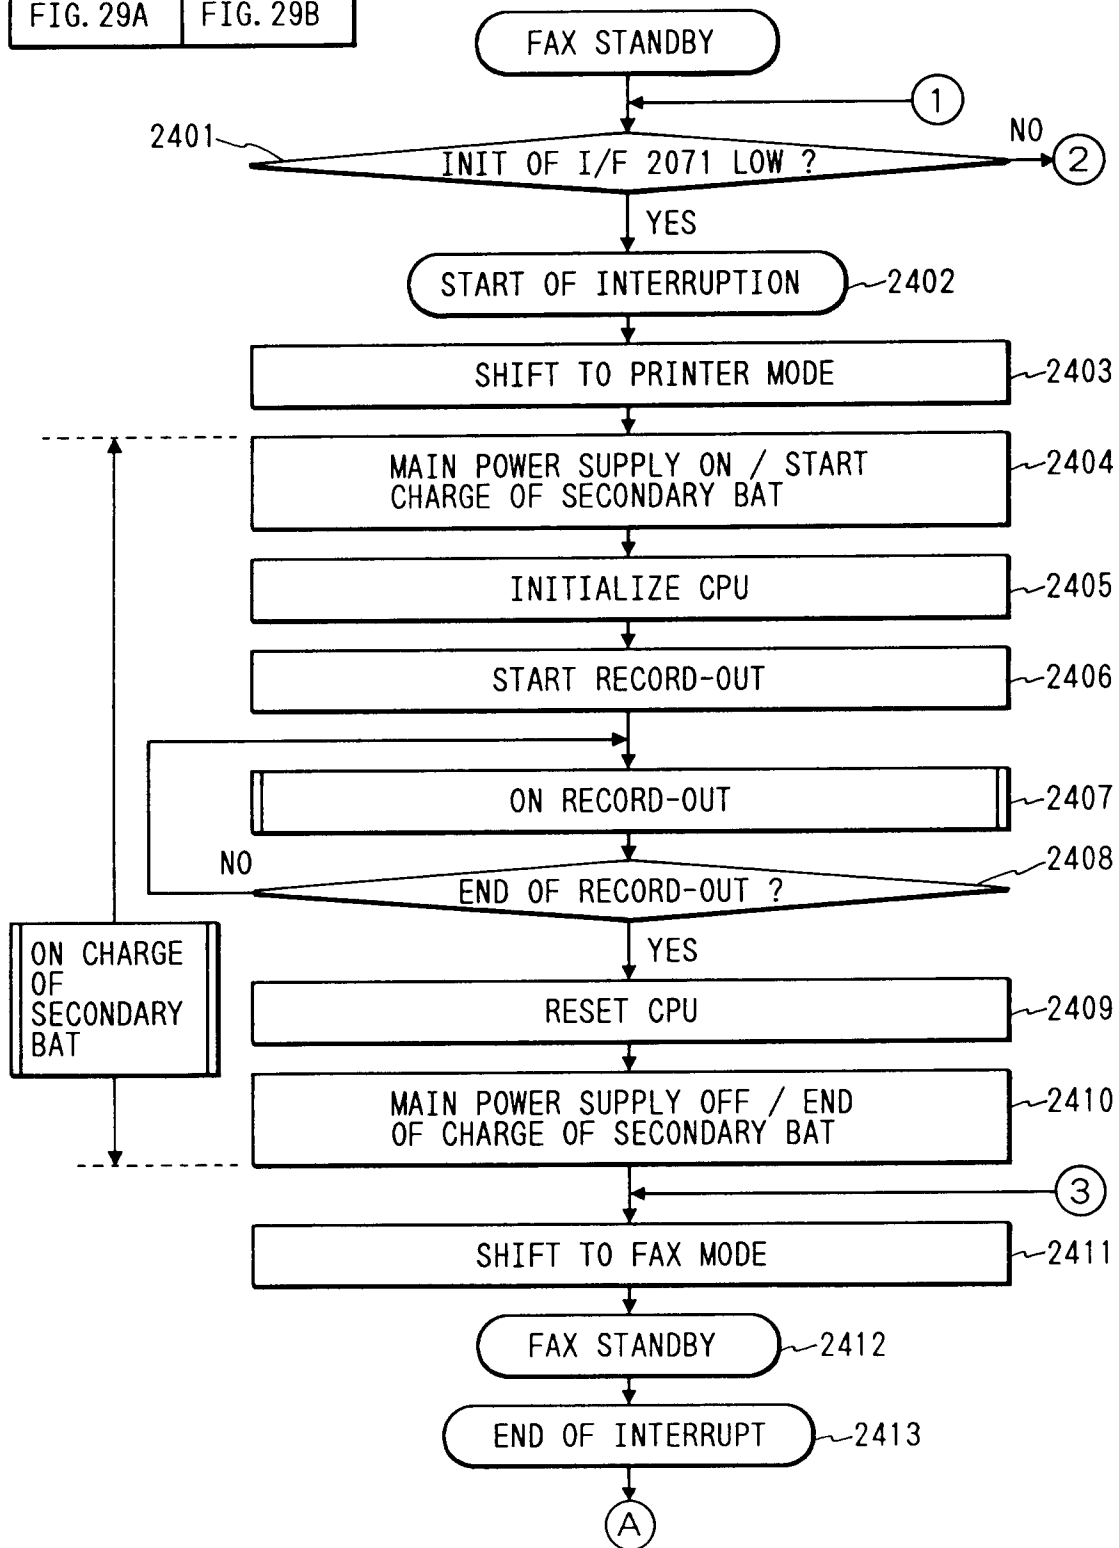 FIG. 29A FIG. 29B
FAX STANDBY
1
2401
INIT OF I/F 2071 LOW ?
NO
2
YES
START OF INTERRUPTION
2402
SHIFT TO PRINTER MODE
2403
MAIN POWER SUPPLY ON / START
CHARGE OF SECONDARY BAT
2404
INITIALIZE CPU
2405
START RECORD-OUT
2406
ON RECORD-OUT
2407
NO
END OF RECORD-OUT ?
2408
YES
ON CHARGE
OF
SECONDARY
BAT
RESET CPU
2409
MAIN POWER SUPPLY OFF / END
OF CHARGE OF SECONDARY BAT
2410
3
SHIFT TO FAX MODE
2411
FAX STANDBY
2412
END OF INTERRUPT
2413
A